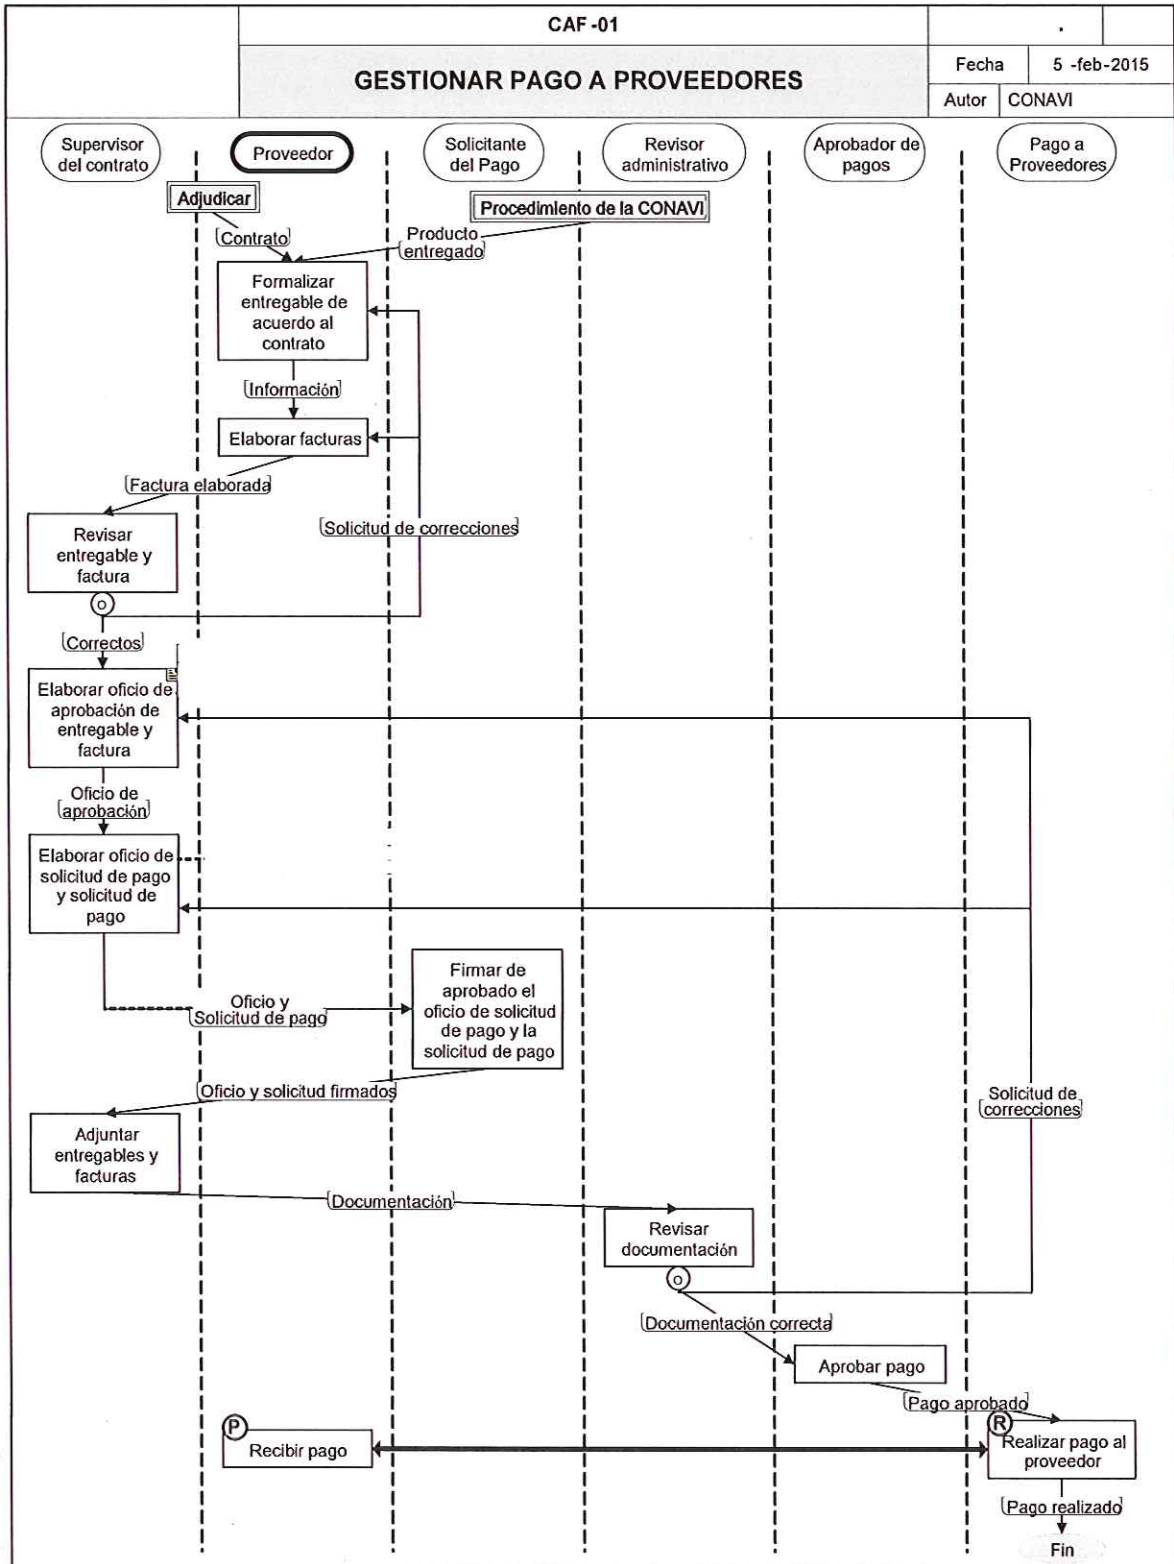 CAF -01
GESTIONAR PAGO A PROVEEDORES
Fecha
5 -feb-2015
Autor
CONAVI
Supervisor
del contrato
Proveedor
Solicitante
del Pago
Revisor
administrativo
Aprobador de
pagos
Pago a
Proveedores
Adjudicar
Procedimiento de la CONAVI
Contrato
Producto
entregado
Formalizar
entregable de
acuerdo al
contrato
Información
Elaborar facturas
Factura elaborada
Solicitud de correcciones
Revisar
entregable y
factura
o
Correctos
Elaborar oficio de
aprobación de
entregable y
factura
Oficio de
aprobación
Elaborar oficio de
solicitud de pago
y solicitud de
pago
Oficio y
Solicitud de pago
Firmar de
aprobado el
oficio de solicitud
de pago y la
solicitud de pago
Oficio y solicitud firmados
Solicitud de
correcciones
Adjuntar
entregables y
facturas
Documentación
Revisar
documentación
o
Documentación correcta
Aprobar pago
Pago aprobado
P
Recibir pago
R
Realizar pago al
proveedor
Pago realizado
Fin